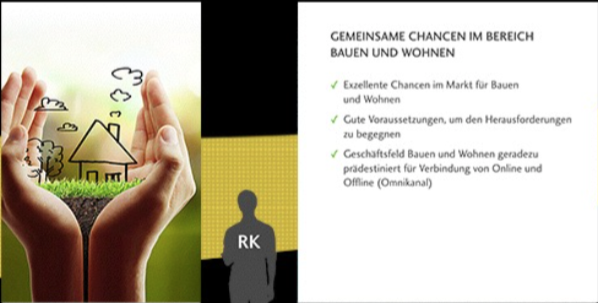 GEMEINSAME CHANCEN IM BEREICH
BAUEN UND WOHNEN
✓ Exzellente Chancen im Markt für Bauen
und Wohnen
✓ Gute Voraussetzungen, um den Herausforderungen
zu begegnen
✓ Geschäftsfeld Bauen und Wohnen geradezu
prädestiniert für Verbindung von Online und
Offline (Omnikanal)
RK